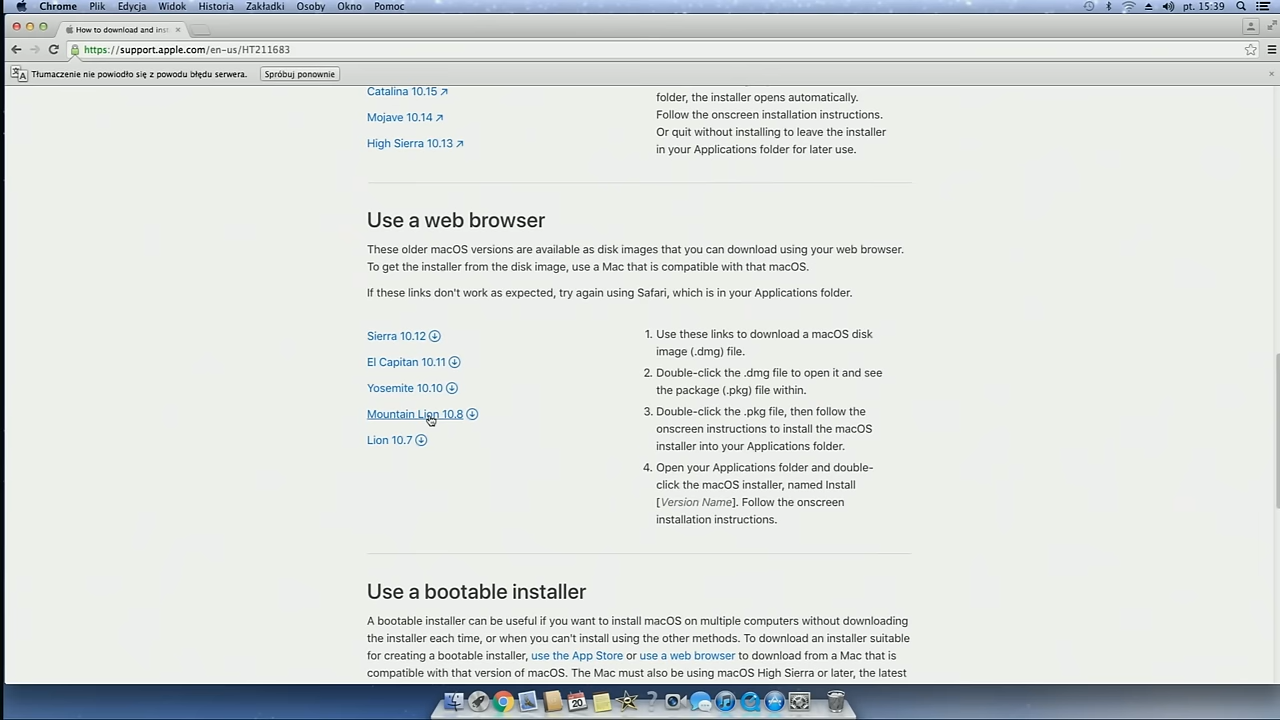 Chrome Plik Edycja Widok Historia Zakładki Osoby Okno Pomoc pt. 15:39
How to download and inst
https://support.apple.com/en-us/HT211683
Tłumaczenie nie powiodło się z powodu błędu serwera. Spróbuj ponownie
Catalina 10.15
Mojave 10.14
High Sierra 10.13
folder, the installer opens automatically.
Follow the onscreen installation instructions.
Or quit without installing to leave the installer
in your Applications folder for later use.
Use a web browser
These older macOS versions are available as disk images that you can download using your web browser.
To get the installer from the disk image, use a Mac that is compatible with that macOS.
If these links don't work as expected, try again using Safari, which is in your Applications folder.
Sierra 10.12
El Capitan 10.11
Yosemite 10.10
Mountain Lion 10.8
Lion 10.7
1. Use these links to download a macOS disk
image (.dmg) file.
2. Double-click the .dmg file to open it and see
the package (.pkg) file within.
3. Double-click the .pkg file, then follow the
onscreen instructions to install the macOS
installer into your Applications folder.
4. Open your Applications folder and double-
click the macOS installer, named Install
[Version Name]. Follow the onscreen
installation instructions.
Use a bootable installer
A bootable installer can be useful if you want to install macOS on multiple computers without downloading
the installer each time, or when you can't install using the other methods. To download an installer suitable
for creating a bootable installer, use the App Store or use a web browser to download from a Mac that is
compatible with that version of macOS. The Mac must also be using macOS High Sierra or later, the latest
20